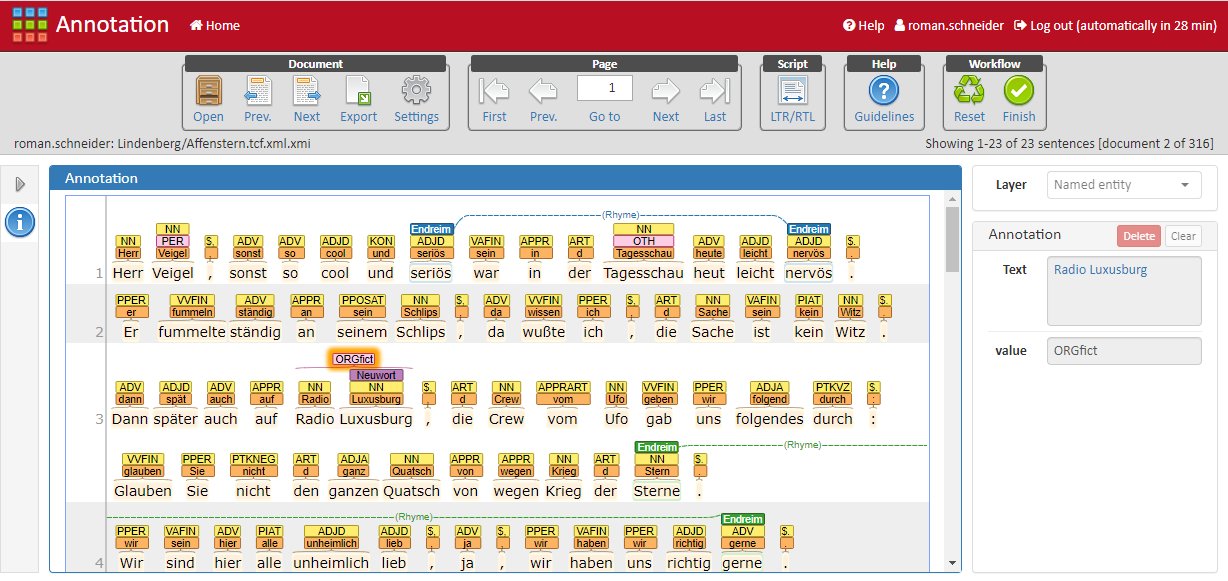 Annotation Home Help roman.schneider Log out (automatically in 28 min)
Document Page Script Help Workflow
1
Open Prev. Next Export Settings First Prev. Go to Next Last LTR/RTL Guidelines Reset Finish
roman.schneider: Lindenberg/Affenstern.tcf.xml.xmi Showing 1-23 of 23 sentences [document 2 of 316]
Annotation
(Rhyme)
NN Endreim NN Endreim
NN PER $, ADV ADV ADJD KON ADJD VAFIN APPR ART OTH ADV ADJD ADJD $.
Herr Veigel , sonst so cool und seriös sein in d Tagesschau heute leicht nervös .
1 Herr Veigel , sonst so cool und seriös war in der Tagesschau heut leicht nervös .
PPER VVFIN ADV APPR PPOSAT NN $, ADV VVFIN PPER $, ART NN VAFIN PIAT NN $.
er fummeln ständig an sein Schlips , da wissen ich , d Sache sein kein Witz .
2 Er fummelte ständig an seinem Schlips , da wußte ich , die Sache ist kein Witz .
ORGfict
Neuwort
ADV ADJD ADV APPR NN NN $, ART NN APPRART NN VVFIN PPER ADJA PTKVZ $.
dann spät auch auf Radio Luxusburg , d Crew vom Ufo geben wir folgend durch :
3 Dann später auch auf Radio Luxusburg , die Crew vom Ufo gab uns folgendes durch :
Endreim (Rhyme)
VVFIN PPER PTKNEG ART ADJA NN APPR APPR NN ART NN $.
glauben Sie nicht d ganz Quatsch von wegen Krieg d Stern .
Glauben Sie nicht den ganzen Quatsch von wegen Krieg der Sterne .
(Rhyme) Endreim
PPER VAFIN ADV PIAT ADJD ADJD $, ADV $, PPER VAFIN PPER ADJD ADV $.
wir sein hier alle unheimlich lieb , ja , wir haben wir richtig gerne .
4 Wir sind hier alle unheimlich lieb , ja , wir haben uns richtig gerne .
Layer Named entity
Annotation Delete Clear
Text Radio Luxusburg
value ORGfict